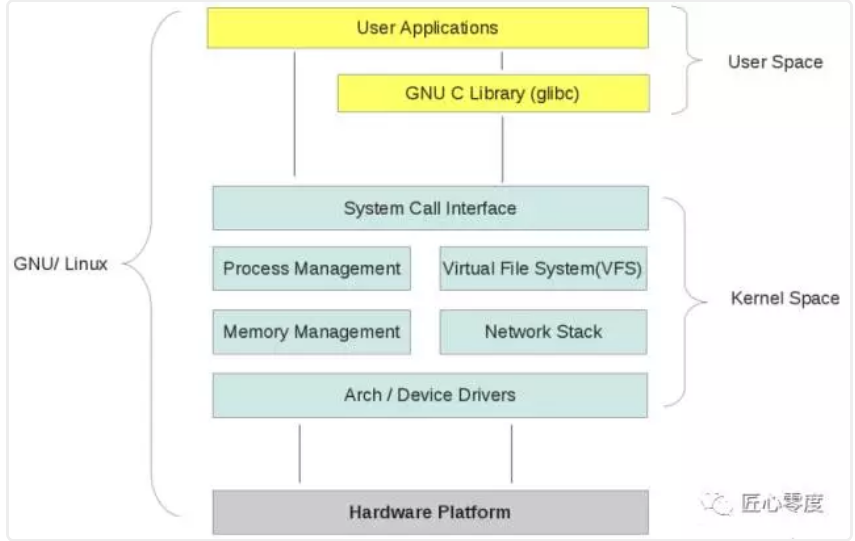 User Applications
User Space
GNU C Library (glibc)
System Call Interface
GNU/ Linux
Process Management
Virtual File System(VFS)
Kernel Space
Memory Management
Network Stack
Arch / Device Drivers
Hardware Platform
匠心零度